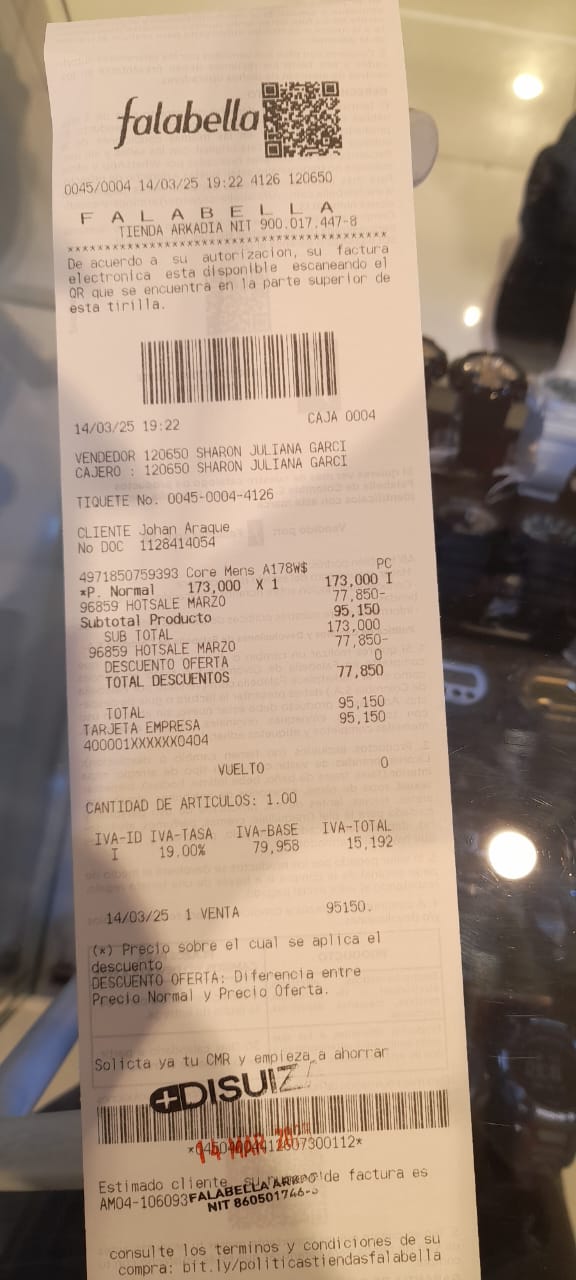 falabella
0045/0004 14/03/25 19:22 4126 120650
F A L A B E L L A
TIENDA ARKADIA NIT 900.017.447-8
****************************************
De acuerdo a su autorizacion, su factura
electronica esta disponible escaneando el
QR que se encuentra en la parte superior de
esta tirilla.
14/03/25 19:22 CAJA 0004
VENDEDOR 120650 SHARON JULIANA GARCI
CAJERO : 120650 SHARON JULIANA GARCI
TIQUETE No. 0045-0004-4126
CLIENTE Johan Araque
No DOC 1128414054
PC
4971850759393 Core Mens A178W$
*P. Normal 173,000 X 1 173,000 I
96859 HOTSALE MARZO 77,850-
Subtotal Producto 95,150
SUB TOTAL 173,000
96859 HOTSALE MARZO 77,850-
DESCUENTO OFERTA 0
TOTAL DESCUENTOS 77,850
TOTAL 95,150
TARJETA EMPRESA 95,150
400001XXXXXX0404
VUELTO 0
CANTIDAD DE ARTICULOS: 1.00
IVA-ID IVA-TASA IVA-BASE IVA-TOTAL
I 19.00% 79,958 15,192
14/03/25 1 VENTA 95150.
(*) Precio sobre el cual se aplica el
descuento
DESCUENTO OFERTA: Diferencia entre
Precio Normal y Precio Oferta.
Solicta ya tu CMR y empieza a ahorrar
DISUIZ
14 MAR
Estimado cliente, de factura es
AM04-106093
FALABELLA
NIT
consulte los terminos y condiciones de su
compra: bit.ly/politicastiendasfalabella